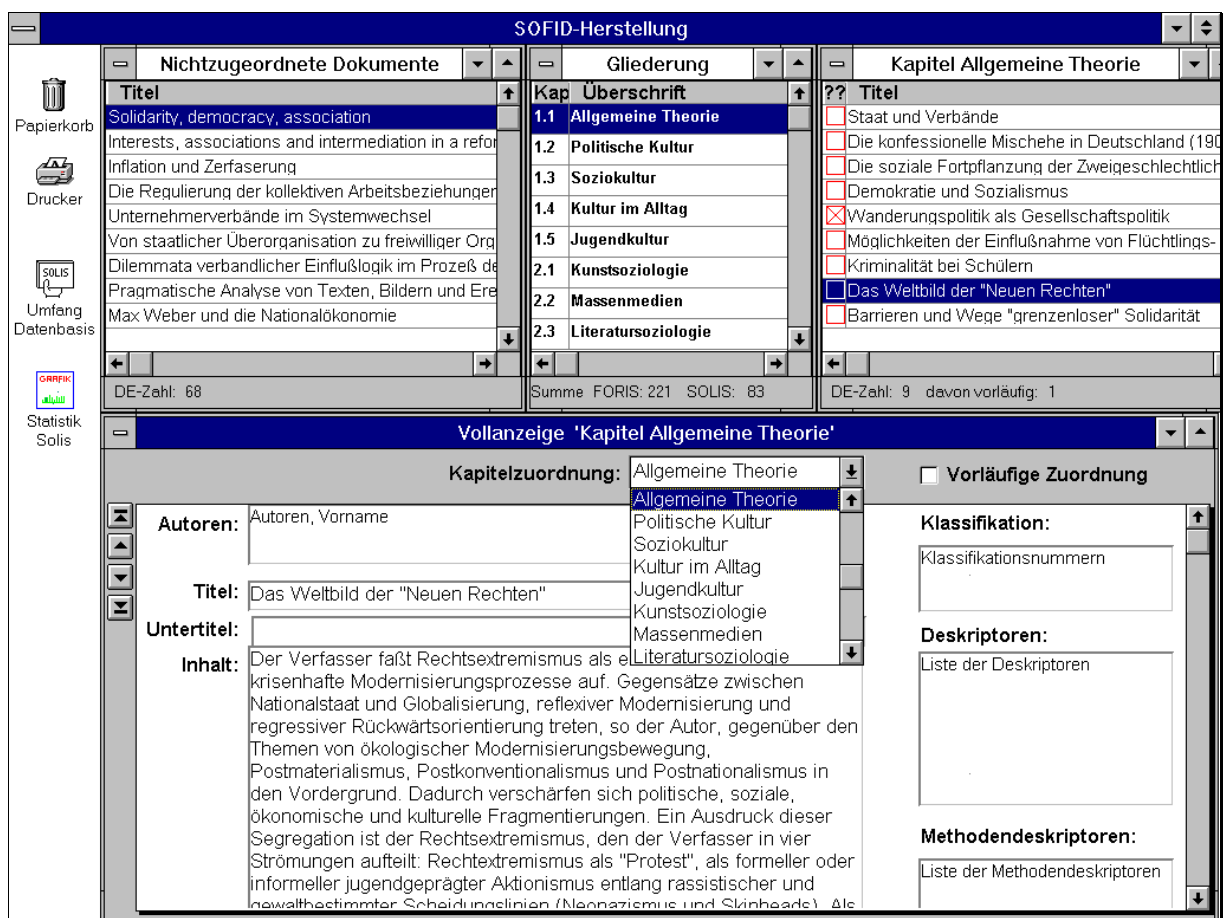 SOFID-Herstellung
Papierkorb
Drucker
SOLIS
Umfang
Datenbasis
GRAFIK
Statistik
Solis
Nichtzugeordnete Dokumente
Titel
Solidarity, democracy, association
Interests, associations and intermediation in a refor
Inflation und Zerfaserung
Die Regulierung der kollektiven Arbeitsbeziehungen
Unternehmerverbände im Systemwechsel
Von staatlicher Überorganisation zu freiwilliger Org
Dilemmata verbandlicher Einflußlogik im Prozeß de
Pragmatische Analyse von Texten, Bildern und Ere
Max Weber und die Nationalökonomie
DE-Zahl: 68
Gliederung
Kap Überschrift
1.1 Allgemeine Theorie
1.2 Politische Kultur
1.3 Soziokultur
1.4 Kultur im Alltag
1.5 Jugendkultur
2.1 Kunstsoziologie
2.2 Massenmedien
2.3 Literatursoziologie
Summe FORIS: 221 SOLIS: 83
Kapitel Allgemeine Theorie
?? Titel
Staat und Verbände
Die konfessionelle Mischehe in Deutschland (190
Die soziale Fortpflanzung der Zweigeschlechtlich
Demokratie und Sozialismus
Wanderungspolitik als Gesellschaftspolitik
Möglichkeiten der Einflußnahme von Flüchtlings-
Kriminalität bei Schülern
Das Weltbild der "Neuen Rechten"
Barrieren und Wege "grenzenloser" Solidarität
DE-Zahl: 9 davon vorläufig: 1
Vollanzeige 'Kapitel Allgemeine Theorie'
Kapitelzuordnung: Allgemeine Theorie
Vorläufige Zuordnung
Allgemeine Theorie
Politische Kultur
Soziokultur
Kultur im Alltag
Jugendkultur
Kunstsoziologie
Massenmedien
Literatursoziologie
Autoren: Autoren, Vorname
Titel: Das Weltbild der "Neuen Rechten"
Untertitel:
Inhalt: Der Verfasser faßt Rechtsextremismus als e
krisenhafte Modernisierungsprozesse auf. Gegensätze zwischen
Nationalstaat und Globalisierung, reflexiver Modernisierung und
regressiver Rückwärtsorientierung treten, so der Autor, gegenüber den
Themen von ökologischer Modernisierungsbewegung,
Postmaterialismus, Postkonventionalismus und Postnationalismus in
den Vordergrund. Dadurch verschärfen sich politische, soziale,
ökonomische und kulturelle Fragmentierungen. Ein Ausdruck dieser
Segregation ist der Rechtsextremismus, den der Verfasser in vier
Strömungen aufteilt: Rechtextremismus als "Protest", als formeller oder
informeller jugendgeprägter Aktionismus entlang rassistischer und
gewaltbestimmter Scheidungslinien (Neonazismus und Skinheads). Als
Klassifikation:
Klassifikationsnummern
Deskriptoren:
Liste der Deskriptoren
Methodendeskriptoren:
Liste der Methodendeskriptoren